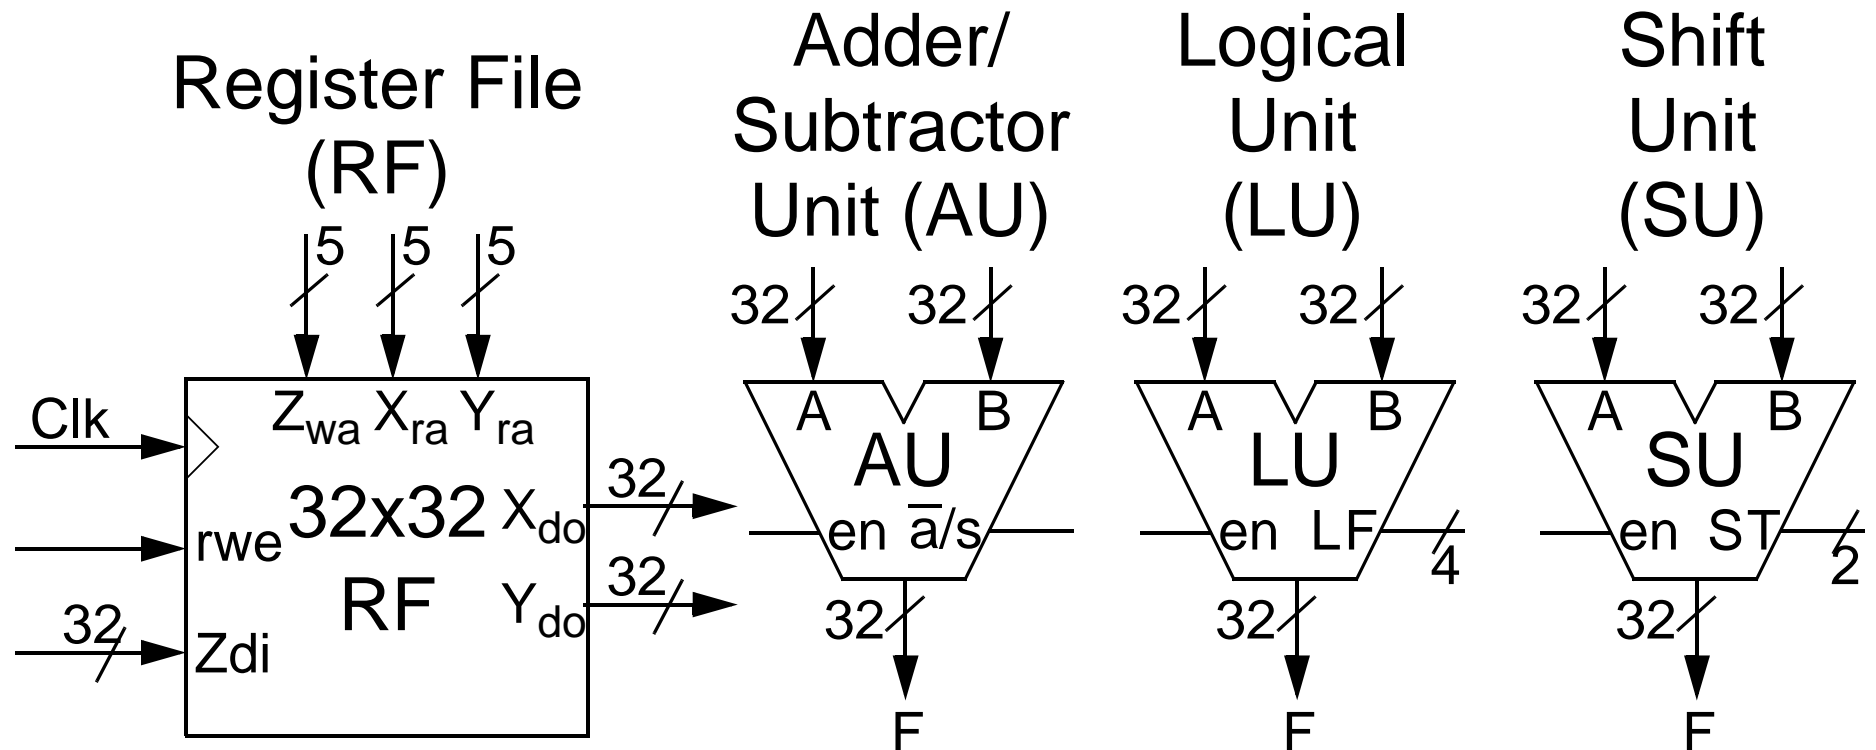 Register File
(RF)
5 5 5
Clk
Zwa Xra Yra
rwe
32x32
RF
32
Xdo
32
Ydo
32
Zdi
Adder/
Subtractor
Unit (AU)
32 32
A B
AU
en a̅/s
32
F
Logical
Unit
(LU)
32 32
A B
LU
en LF
4
32
F
Shift
Unit
(SU)
32 32
A B
SU
en ST
2
32
F